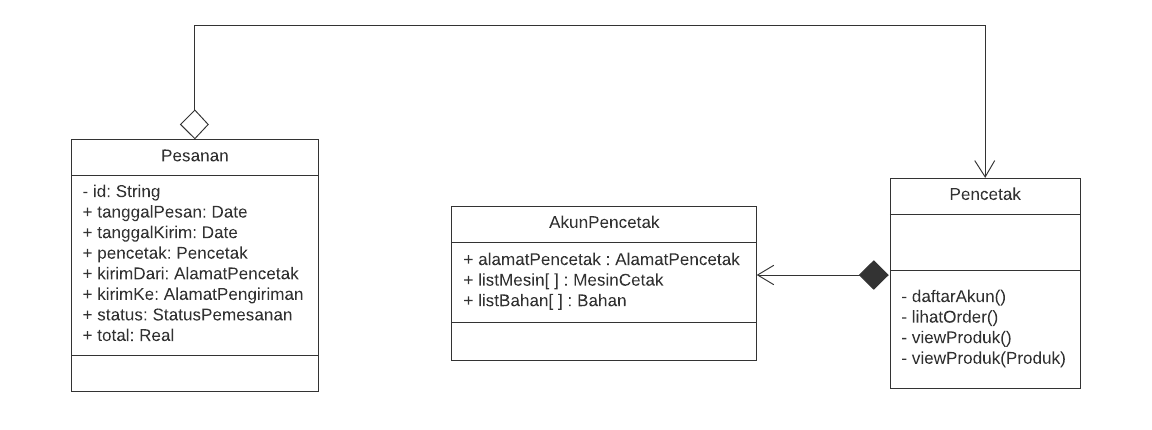 Pesanan
- id: String
+ tanggalPesan: Date
+ tanggalKirim: Date
+ pencetak: Pencetak
+ kirimDari: AlamatPencetak
+ kirimKe: AlamatPengiriman
+ status: StatusPemesanan
+ total: Real
AkunPencetak
+ alamatPencetak : AlamatPencetak
+ listMesin[ ] : MesinCetak
+ listBahan[ ] : Bahan
Pencetak
- daftarAkun()
- lihatOrder()
- viewProduk()
- viewProduk(Produk)